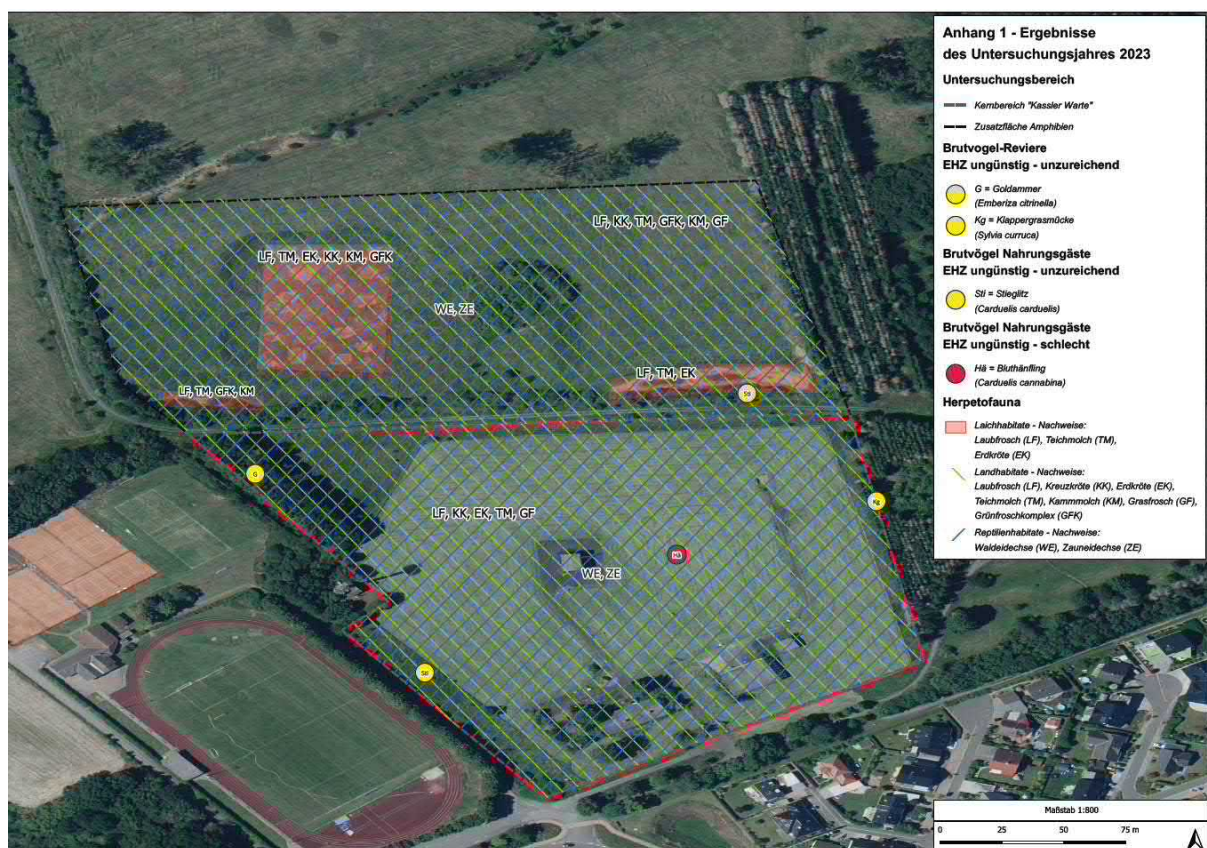 Anhang 1 - Ergebnisse
des Untersuchungsjahres 2023
Untersuchungsbereich
Kernbereich "Kassler Warte"
Zusatzfläche Amphibien
Brutvogel-Reviere
EHZ ungünstig - unzureichend
G = Goldammer
(Emberiza citrinella)
Kg = Klappergrasmücke
(Sylvia curruca)
Brutvögel Nahrungsgäste
EHZ ungünstig - unzureichend
Sti = Stieglitz
(Carduelis carduelis)
Brutvögel Nahrungsgäste
EHZ ungünstig - schlecht
Hä = Bluthänfling
(Carduelis cannabina)
Herpetofauna
Laichhabitate - Nachweise:
Laubfrosch (LF), Teichmolch (TM),
Erdkröte (EK)
Landhabitate - Nachweise:
Laubfrosch (LF), Kreuzkröte (KK), Erdkröte (EK),
Teichmolch (TM), Kammmolch (KM), Grasfrosch (GF),
Grünfroschkomplex (GFK)
Reptilienhabitate - Nachweise:
Waldeidechse (WE), Zauneidechse (ZE)
LF, KK, TM, GFK, KM, GF
LF, TM, EK, KK, KM, GFK
WE, ZE
LF, TM, EK
LF, TM, GFK, KM
Sti
G
Kg
LF, KK, EK, TM, GF
Hä
WE, ZE
Sti
Maßstab 1:800
0 25 50 75 m